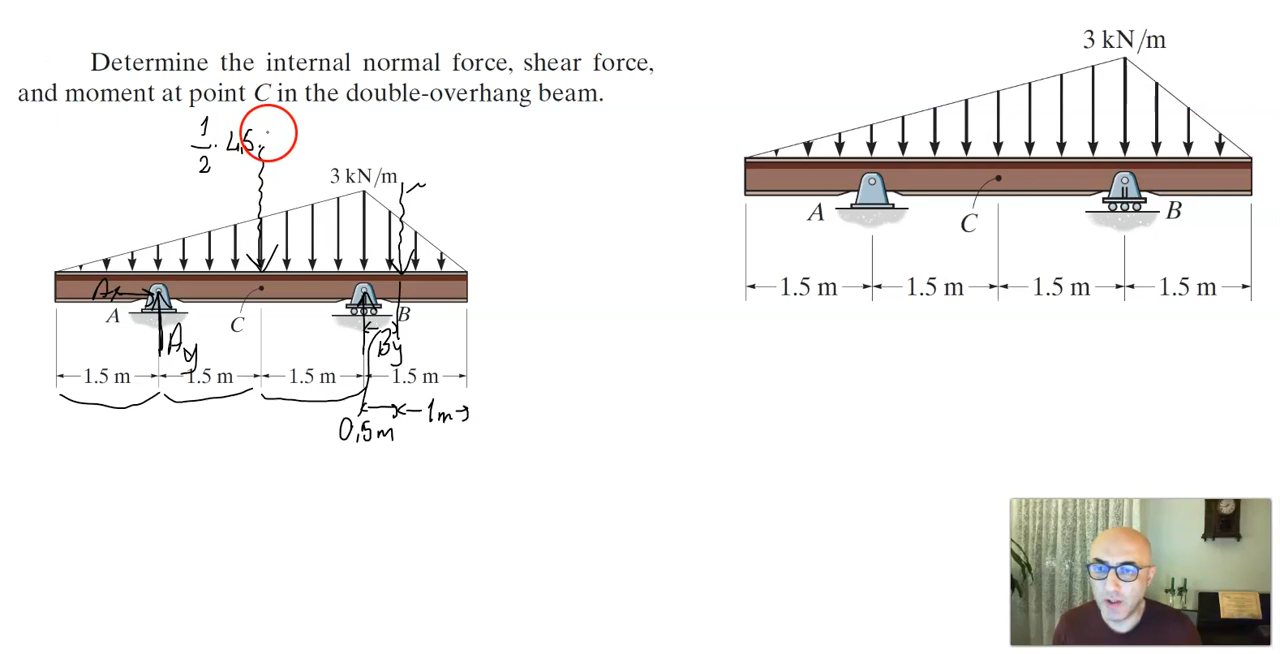 Determine the internal normal force, shear force,
and moment at point C in the double-overhang beam.
1/2 · 4,5
3 kN/m
A
C
B
Ay
By
1.5 m 1.5 m 1.5 m 1.5 m
1m
0,5m
3 kN/m
A
C
B
1.5 m 1.5 m 1.5 m 1.5 m